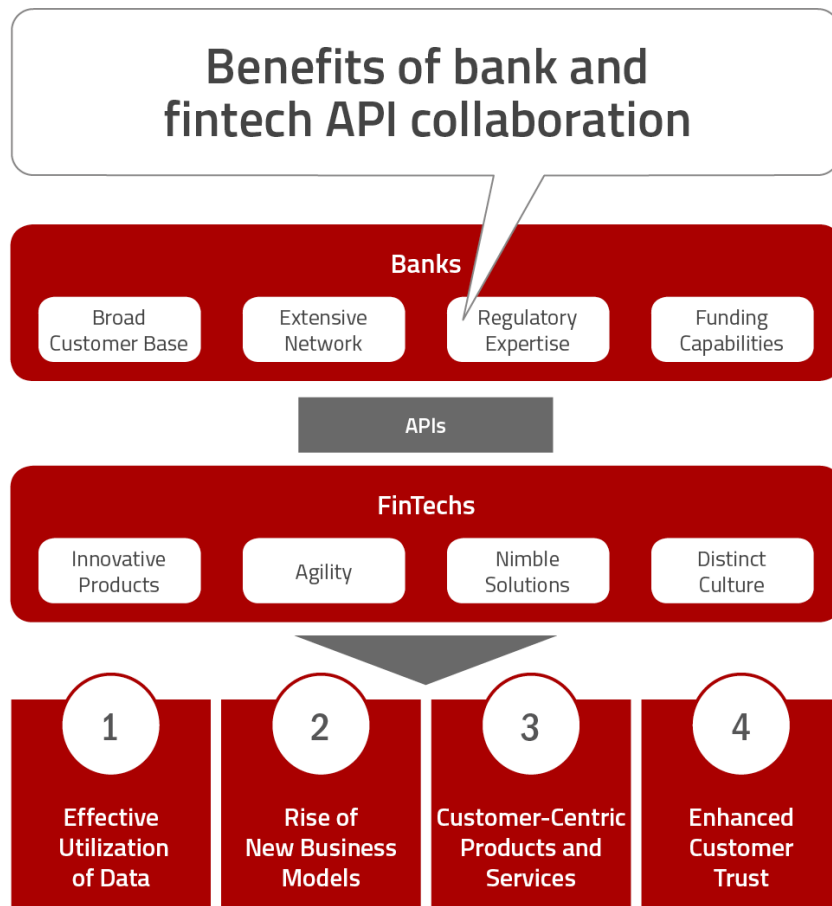 Benefits of bank and
fintech API collaboration
Banks
Broad
Customer Base
Extensive
Network
Regulatory
Expertise
Funding
Capabilities
APIs
FinTechs
Innovative
Products
Agility
Nimble
Solutions
Distinct
Culture
1
Effective
Utilization
of Data
2
Rise of
New Business
Models
3
Customer-Centric
Products and
Services
4
Enhanced
Customer
Trust